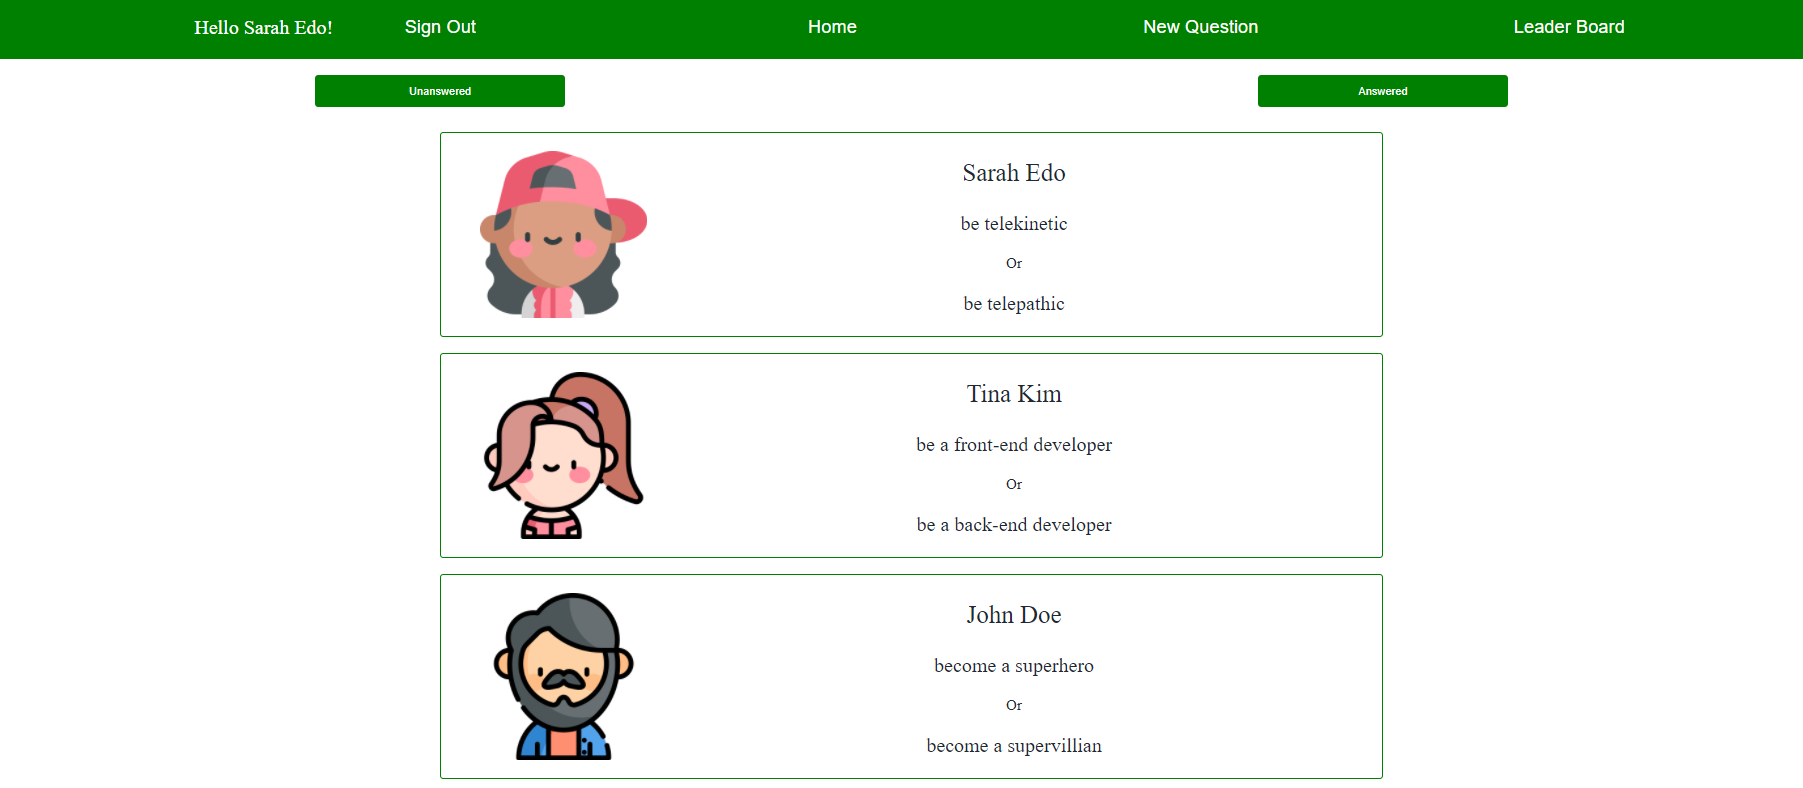 Hello Sarah Edo! Sign Out Home New Question Leader Board
Unanswered Answered
Sarah Edo
be telekinetic
Or
be telepathic
Tina Kim
be a front-end developer
Or
be a back-end developer
John Doe
become a superhero
Or
become a supervillian